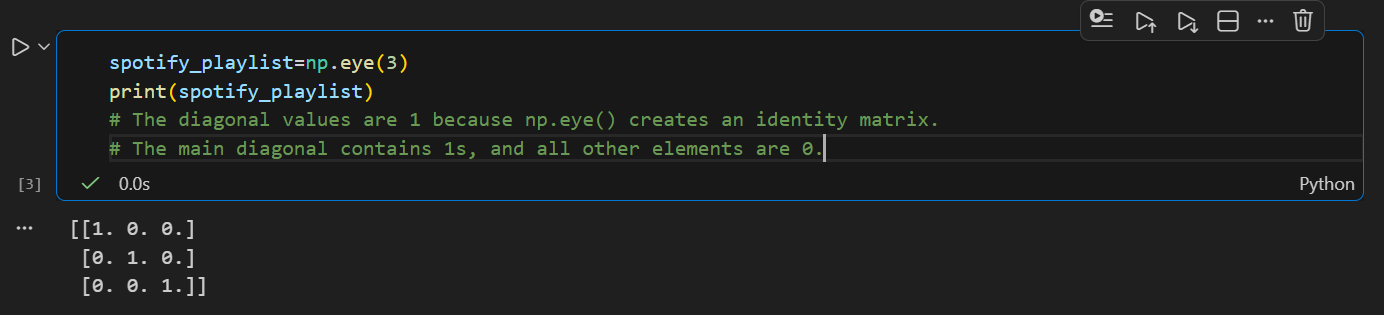 spotify_playlist=np.eye(3)
print(spotify_playlist)
# The diagonal values are 1 because np.eye() creates an identity matrix.
# The main diagonal contains 1s, and all other elements are 0.
[3] 0.0s Python
[[1. 0. 0.]
 [0. 1. 0.]
 [0. 0. 1.]]